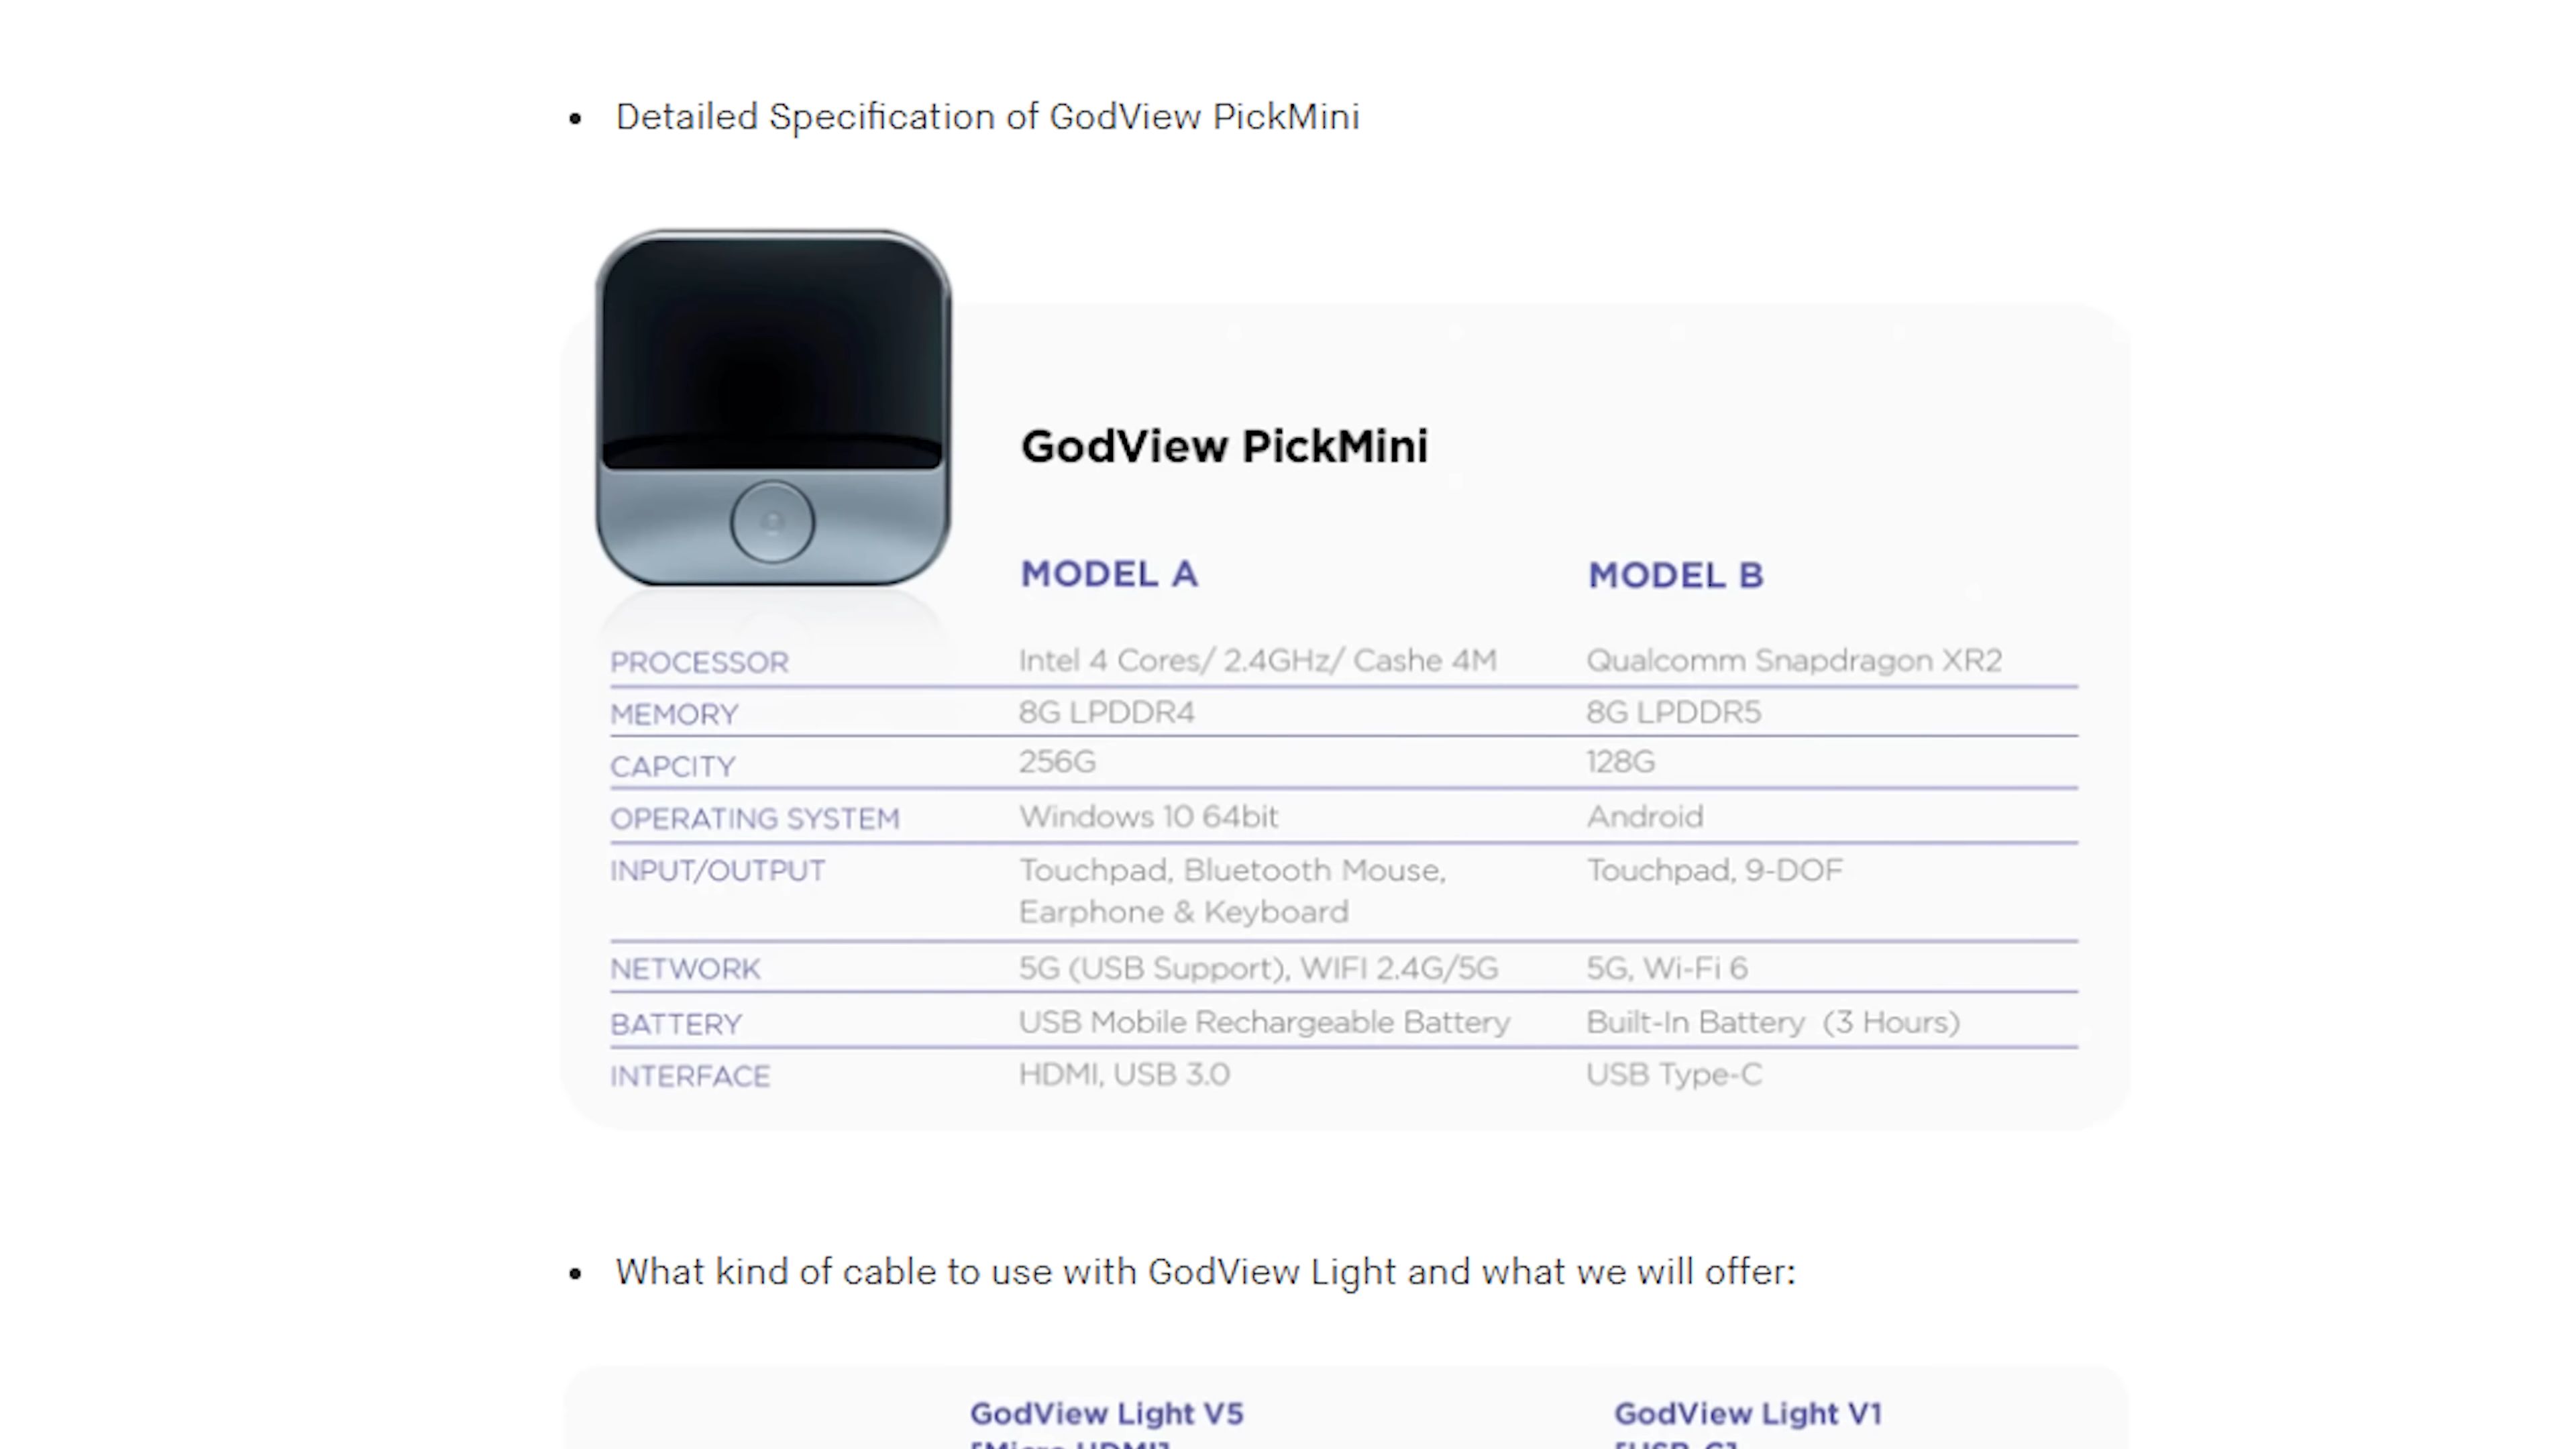 Detailed Specification of GodView PickMini
GodView PickMini
MODEL A MODEL B
PROCESSOR Intel 4 Cores/ 2.4GHz/ Cashe 4M Qualcomm Snapdragon XR2
MEMORY 8G LPDDR4 8G LPDDR5
CAPCITY 256G 128G
OPERATING SYSTEM Windows 10 64bit Android
INPUT/OUTPUT Touchpad, Bluetooth Mouse, Touchpad, 9-DOF
Earphone & Keyboard
NETWORK 5G (USB Support), WIFI 2.4G/5G 5G, Wi-Fi 6
BATTERY USB Mobile Rechargeable Battery Built-In Battery (3 Hours)
INTERFACE HDMI, USB 3.0 USB Type-C
What kind of cable to use with GodView Light and what we will offer:
GodView Light V5 GodView Light V1
[Micro HDMI] [USB-C]